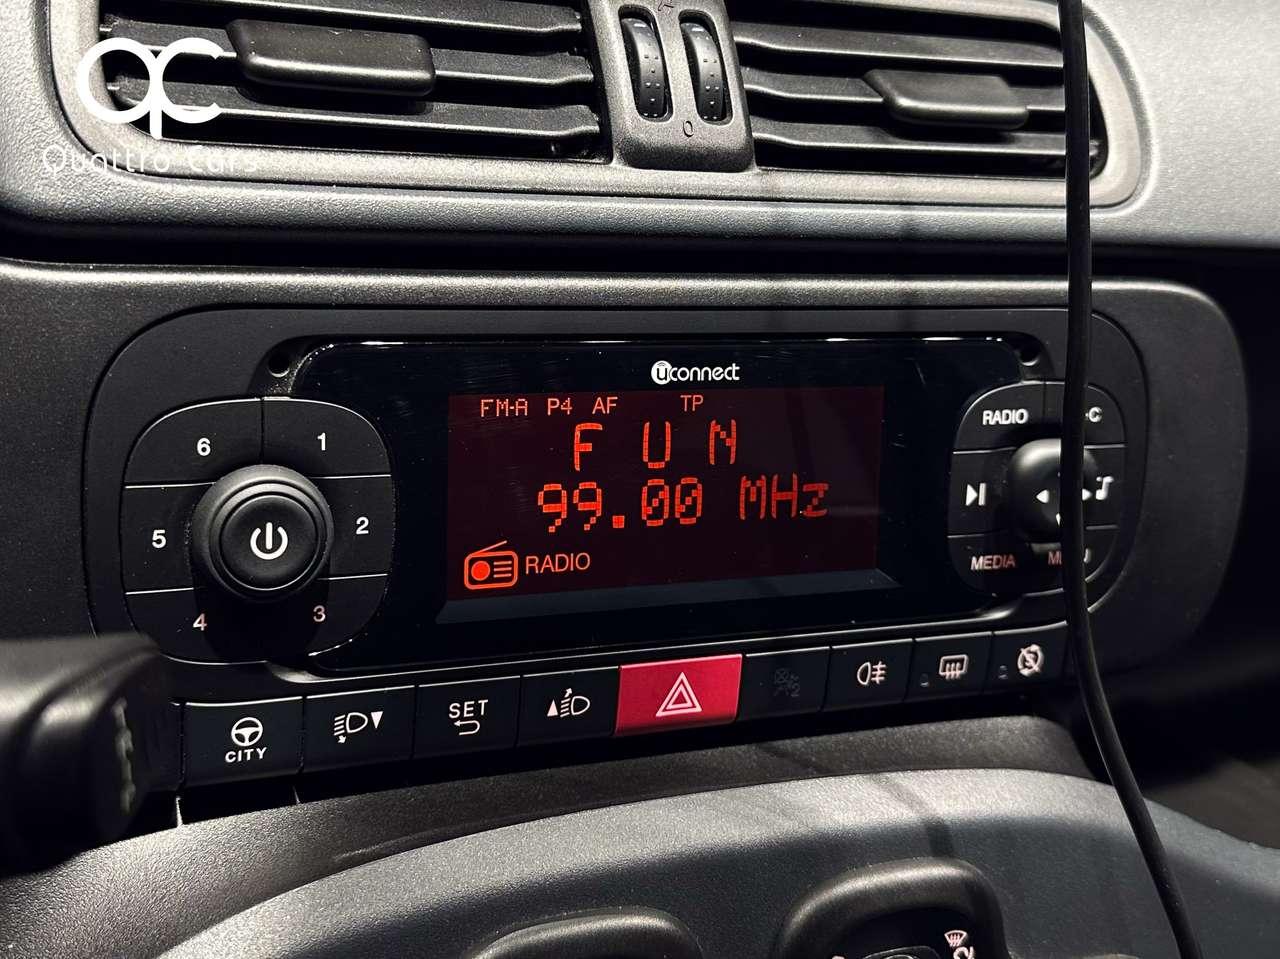 Quattro Cars
uconnect
FM-A P4 AF TP
FUN
99.00 MHz
RADIO
6 1
5 2
4 3
RADIO
MEDIA
CITY
SET
O